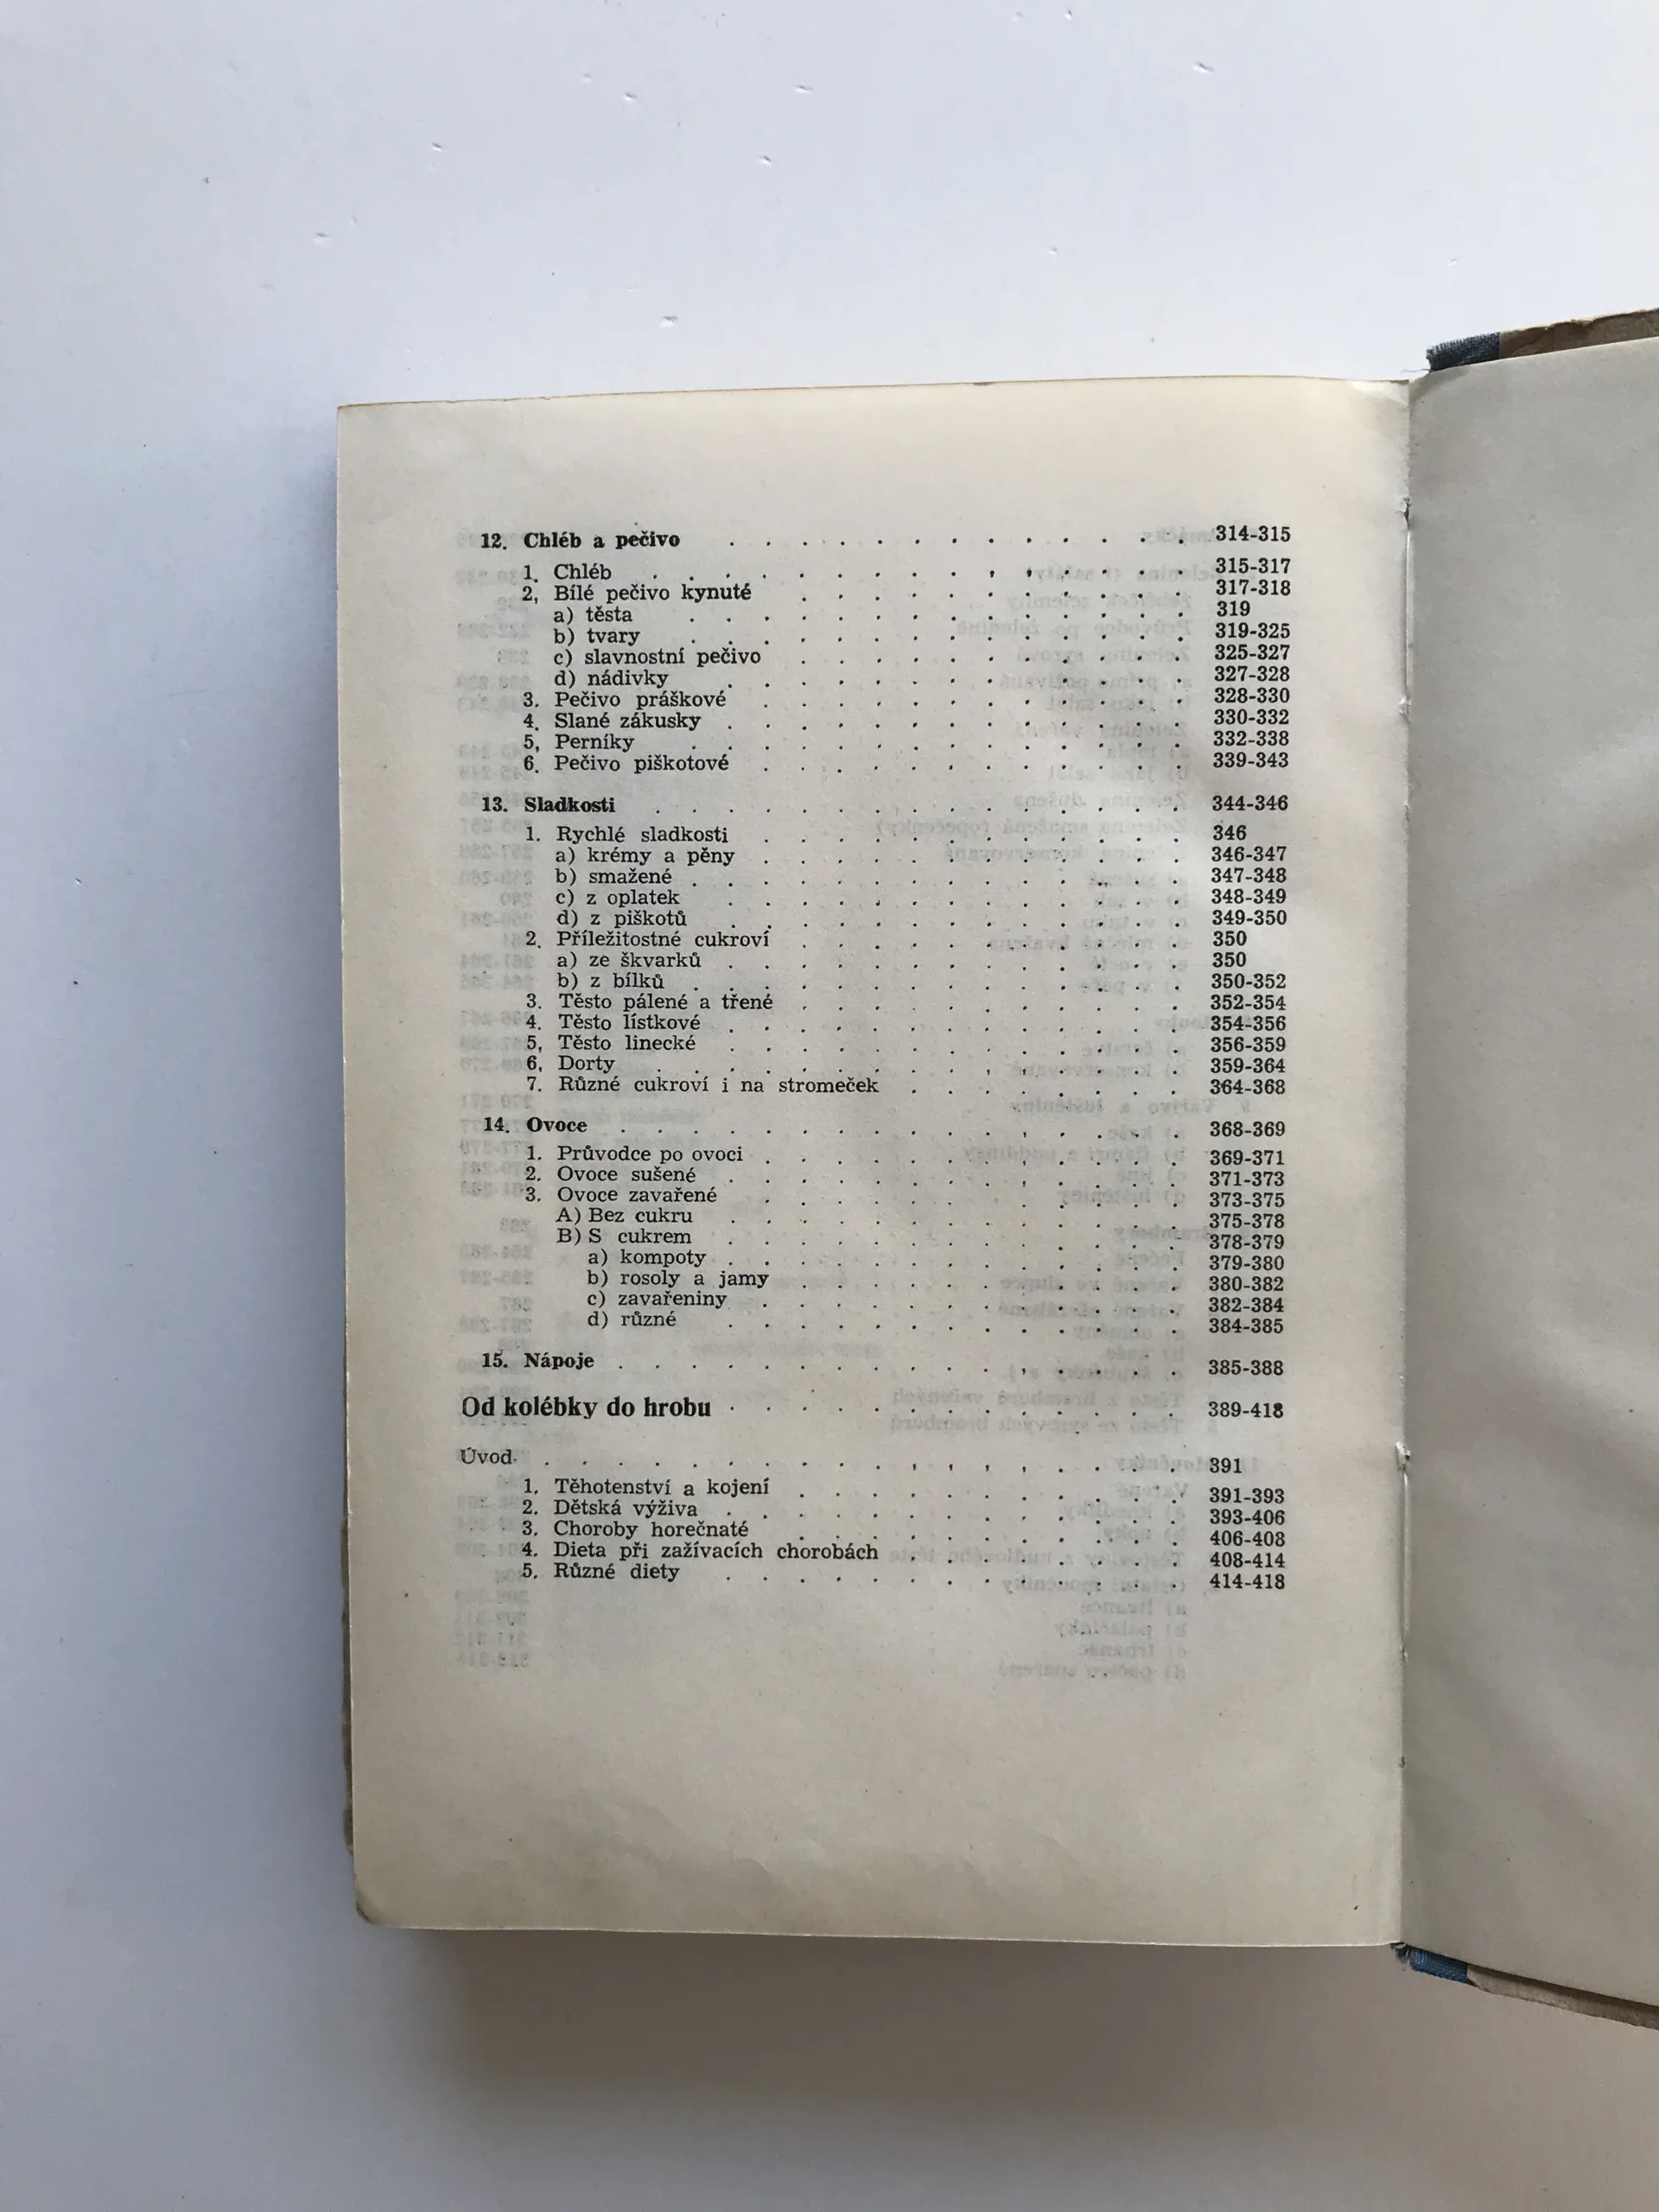 12. Chléb a pečivo . . . . . . . . . . . . . 314-315
1. Chléb . . . . . . . . . . . . . . . 315-317
2, Bílé pečivo kynuté . . . . . . . . . . . 317-318
a) těsta . . . . . . . . . . . . . . 319
b) tvary . . . . . . . . . . . . . . 319-325
c) slavnostní pečivo . . . . . . . . . . . 325-327
d) nádivky . . . . . . . . . . . . . 327-328
3. Pečivo práškové . . . . . . . . . . . . 328-330
4. Slané zákusky . . . . . . . . . . . . . 330-332
5, Perníky . . . . . . . . . . . . . . 332-338
6. Pečivo piškotové . . . . . . . . . . . . 339-343
13. Sladkosti . . . . . . . . . . . . . . . 344-346
1. Rychlé sladkosti . . . . . . . . . . . . 346
a) krémy a pěny . . . . . . . . . . . . 346-347
b) smažené . . . . . . . . . . . . . . 347-348
c) z oplatek . . . . . . . . . . . . . 348-349
d) z piškotů . . . . . . . . . . . . . 349-350
2. Příležitostné cukroví . . . . . . . . . . . 350
a) ze škvarků . . . . . . . . . . . . . 350
b) z bílků . . . . . . . . . . . . . . 350-352
3. Těsto pálené a třené . . . . . . . . . . . 352-354
4. Těsto lístkové . . . . . . . . . . . . . 354-356
5, Těsto linecké . . . . . . . . . . . . . 356-359
6, Dorty . . . . . . . . . . . . . . . 359-364
7. Různé cukroví i na stromeček . . . . . . . . 364-368
14. Ovoce . . . . . . . . . . . . . . . . 368-369
1. Průvodce po ovoci . . . . . . . . . . . . 369-371
2. Ovoce sušené . . . . . . . . . . . . . 371-373
3. Ovoce zavařené . . . . . . . . . . . . 373-375
A) Bez cukru . . . . . . . . . . . . . 375-378
B) S cukrem . . . . . . . . . . . . . 378-379
a) kompoty . . . . . . . . . . . . . 379-380
b) rosoly a jamy . . . . . . . . . . . 380-382
c) zavařeniny . . . . . . . . . . . . 382-384
d) různé . . . . . . . . . . . . . 384-385
15. Nápoje . . . . . . . . . . . . . . . . 385-388
Od kolébky do hrobu . . . . . . . . . . . . . 389-418
Úvod . . . . . . . . . . . . . . . . . . 391
1. Těhotenství a kojení . . . . . . . . . . . 391-393
2. Dětská výživa . . . . . . . . . . . . . 393-406
3. Choroby horečnaté . . . . . . . . . . . 406-408
4. Dieta při zažívacích chorobách . . . . . . . . 408-414
5. Různé diety . . . . . . . . . . . . . 414-418